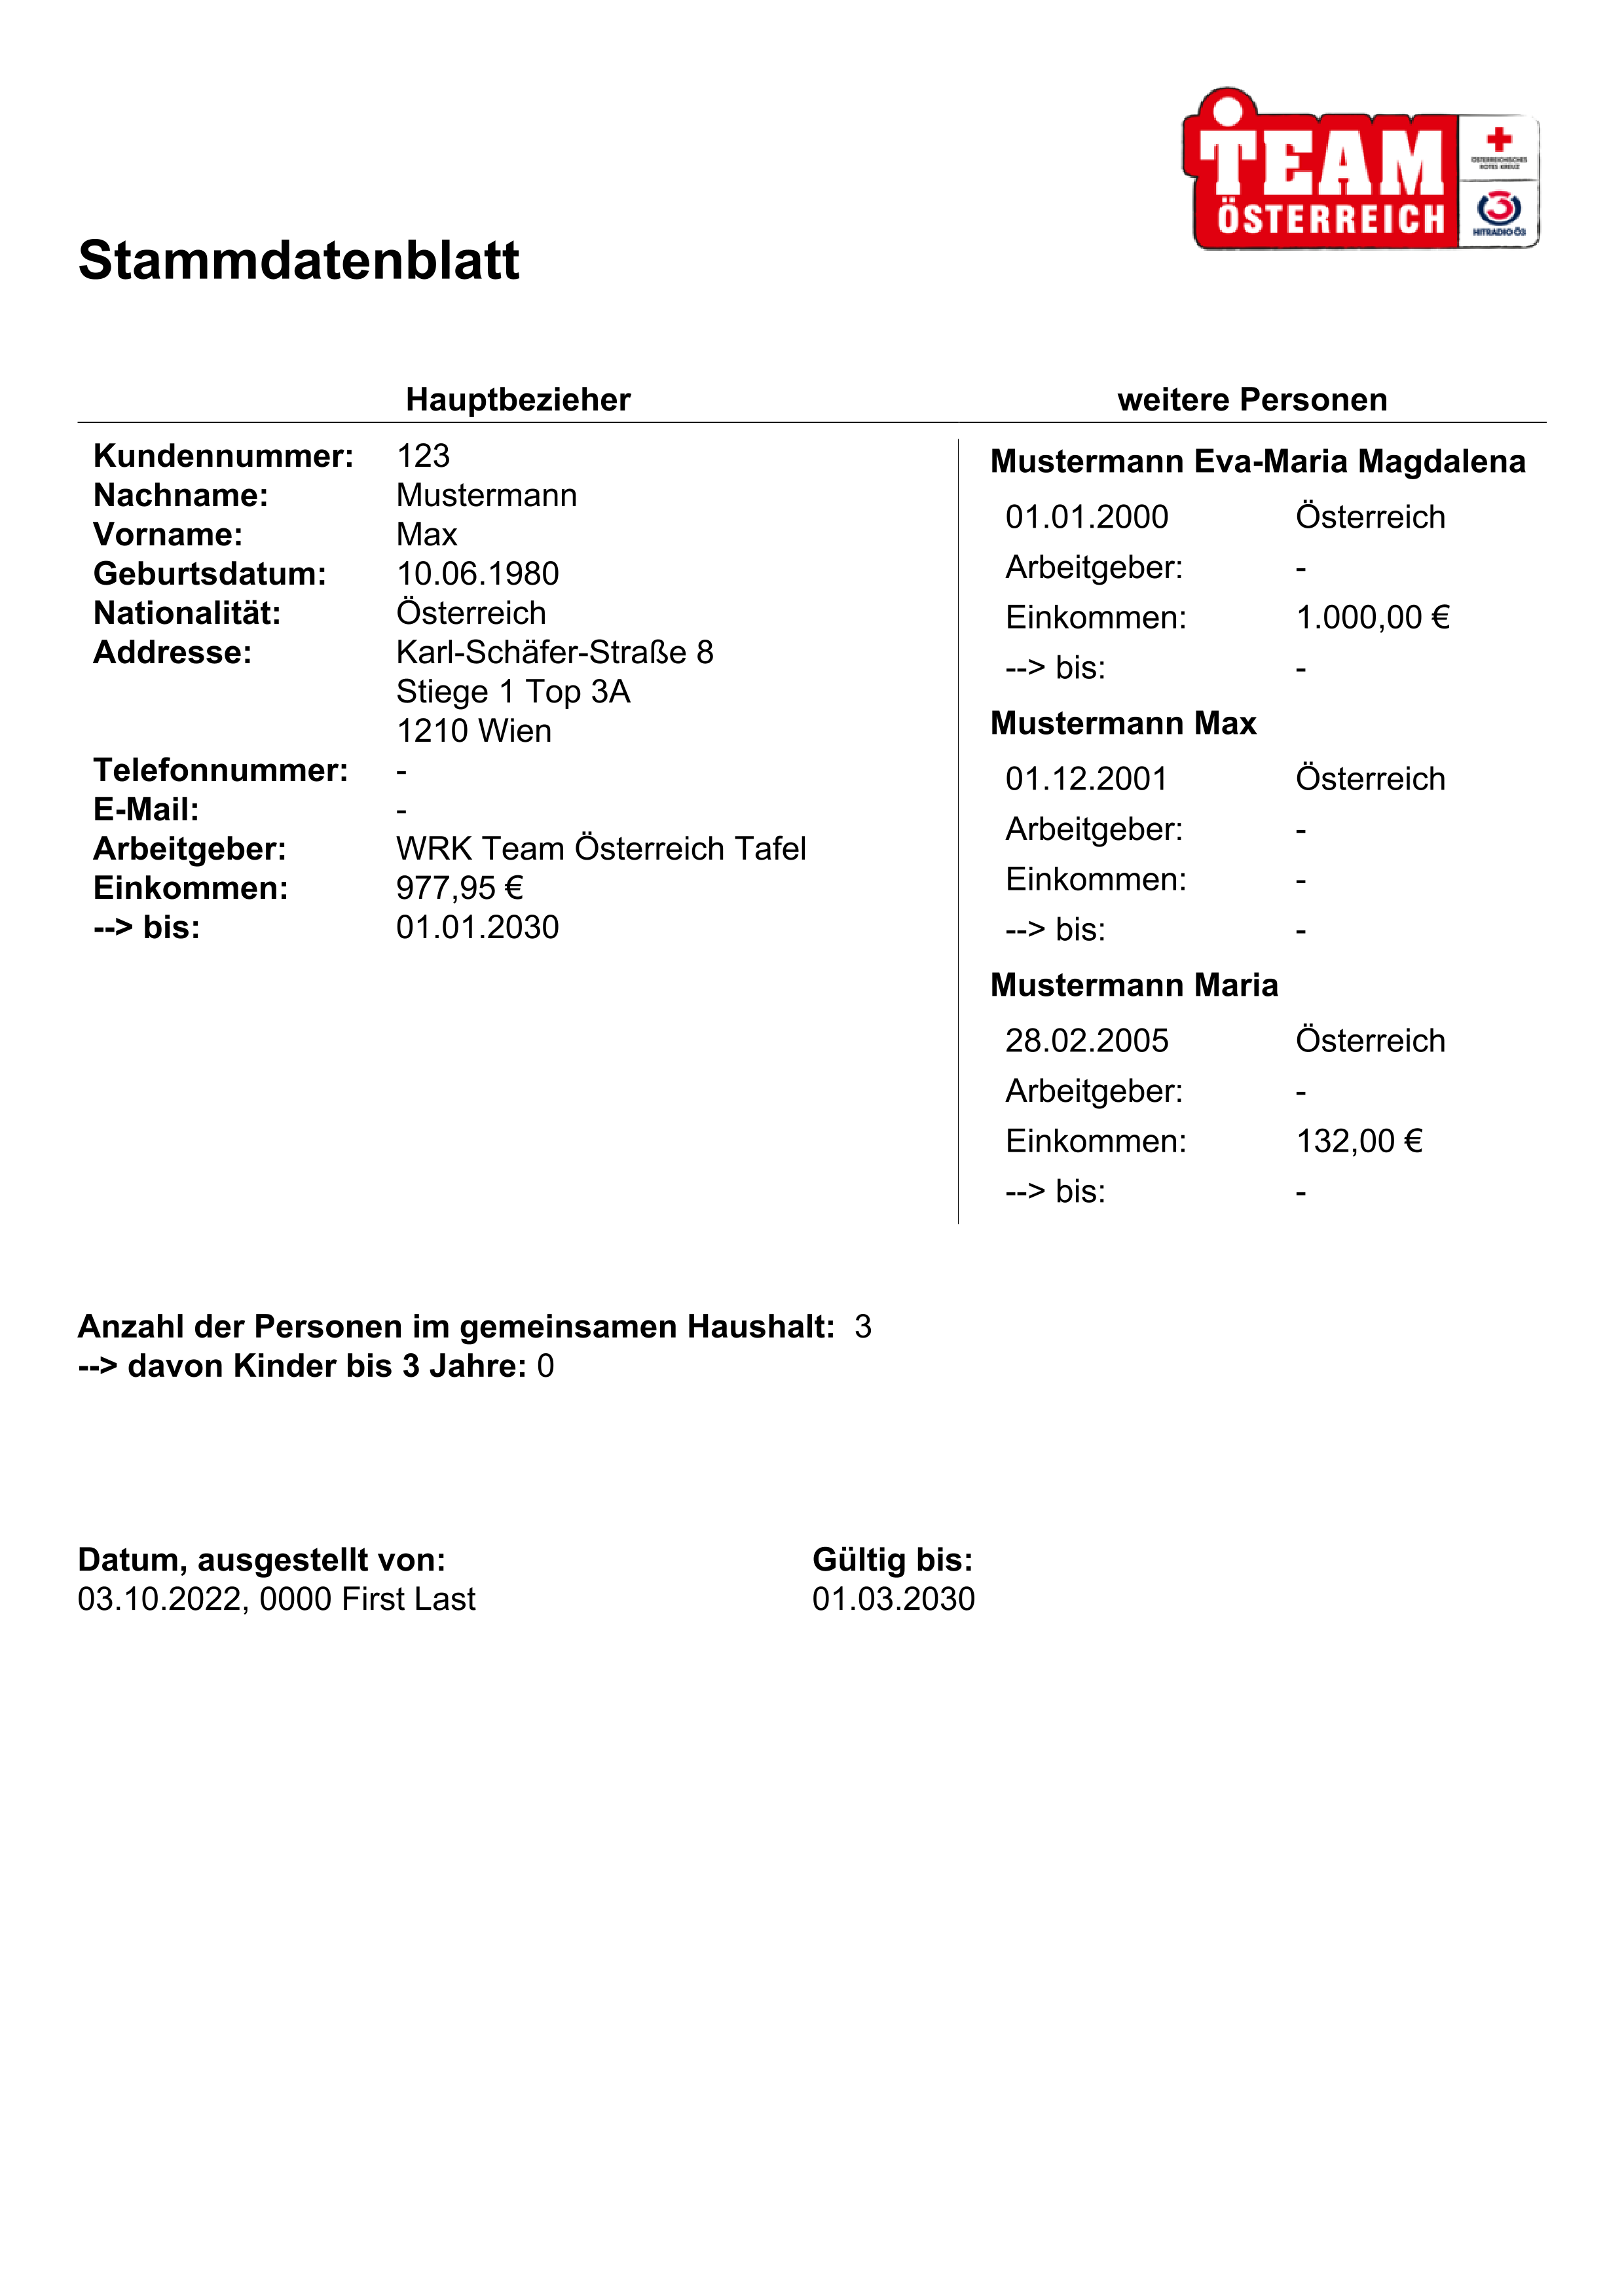 TEAM
ÖSTERREICH
ÖSTERREICHISCHES
ROTES KREUZ
3
HITRADIO Ö3
Stammdatenblatt
Hauptbezieher
Kundennummer: 123
Nachname: Mustermann
Vorname: Max
Geburtsdatum: 10.06.1980
Nationalität: Österreich
Addresse: Karl-Schäfer-Straße 8
Stiege 1 Top 3A
1210 Wien
Telefonnummer: -
E-Mail: -
Arbeitgeber: WRK Team Österreich Tafel
Einkommen: 977,95 €
--> bis: 01.01.2030
weitere Personen
Mustermann Eva-Maria Magdalena
01.01.2000 Österreich
Arbeitgeber: -
Einkommen: 1.000,00 €
--> bis: -
Mustermann Max
01.12.2001 Österreich
Arbeitgeber: -
Einkommen: -
--> bis: -
Mustermann Maria
28.02.2005 Österreich
Arbeitgeber: -
Einkommen: 132,00 €
--> bis: -
Anzahl der Personen im gemeinsamen Haushalt: 3
--> davon Kinder bis 3 Jahre: 0
Datum, ausgestellt von:
03.10.2022, 0000 First Last
Gültig bis:
01.03.2030